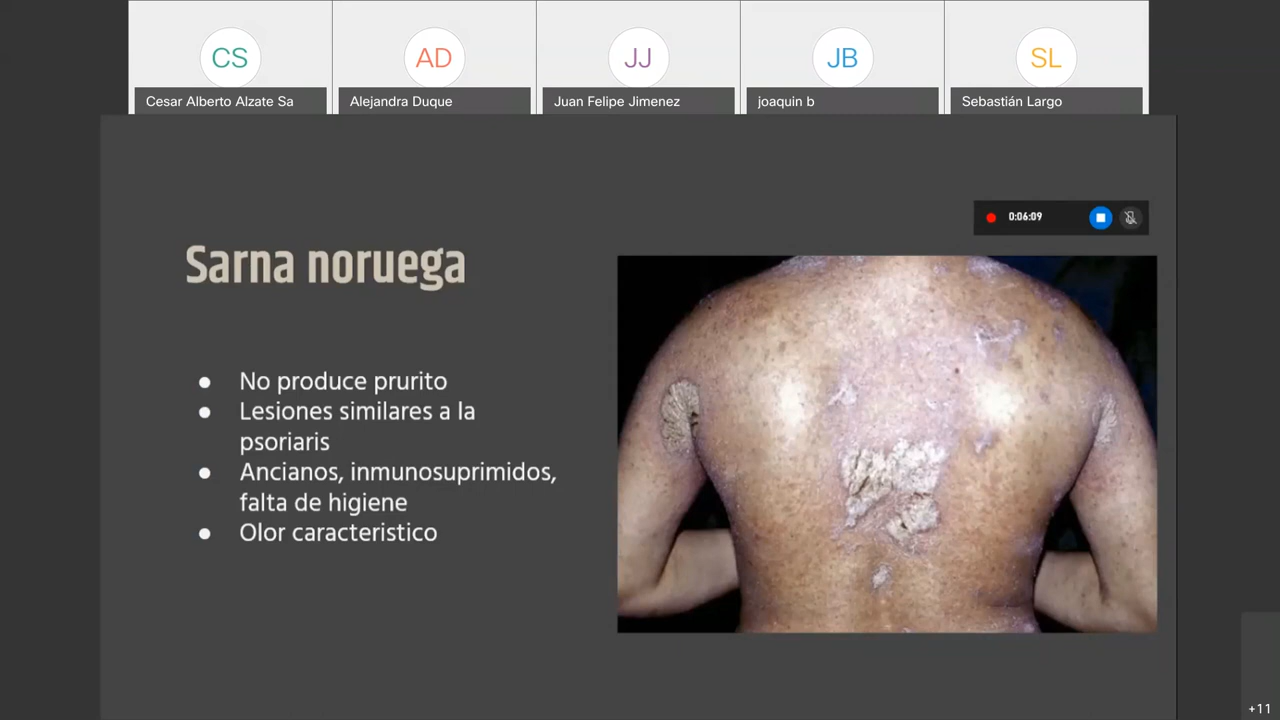 CS
AD
JJ
JB
SL
Cesar Alberto Alzate Sa
Alejandra Duque
Juan Felipe Jimenez
joaquin b
Sebastián Largo
0:06:09
Sarna noruega
No produce prurito
Lesiones similares a la
psoriaris
Ancianos, inmunosuprimidos,
falta de higiene
Olor caracteristico
+11